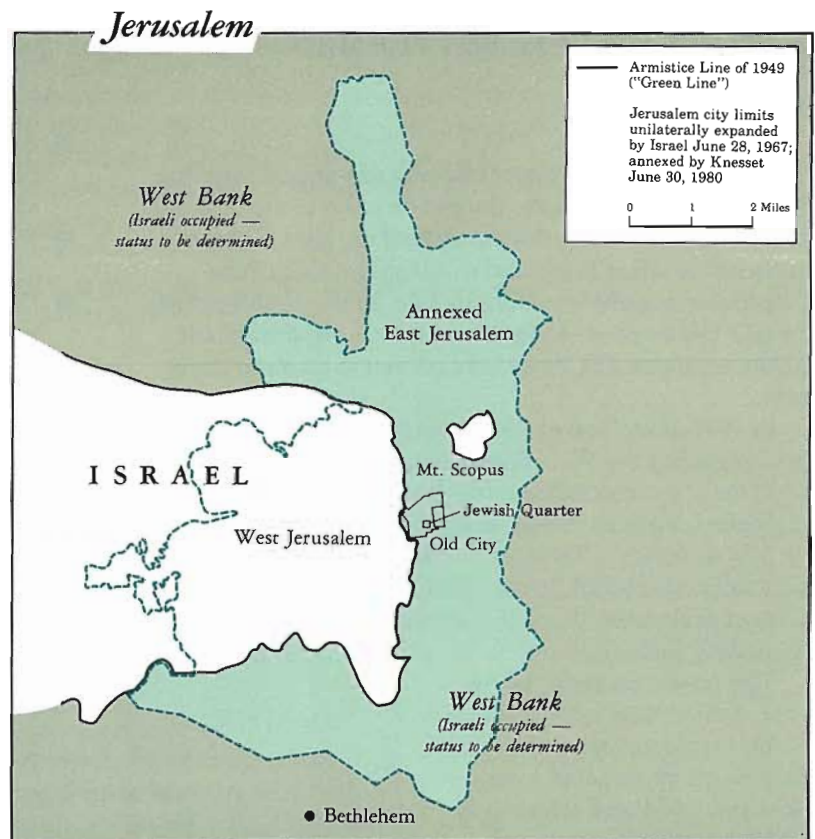 Jerusalem
Armistice Line of 1949
("Green Line")
Jerusalem city limits
unilaterally expanded
by Israel June 28, 1967;
annexed by Knesset
June 30, 1980
0 1 2 Miles
West Bank
(Israeli occupied —
status to be determined)
Annexed
East Jerusalem
ISRAEL
Mt. Scopus
Jewish Quarter
West Jerusalem
Old City
West Bank
(Israeli occupied —
status to be determined)
Bethlehem